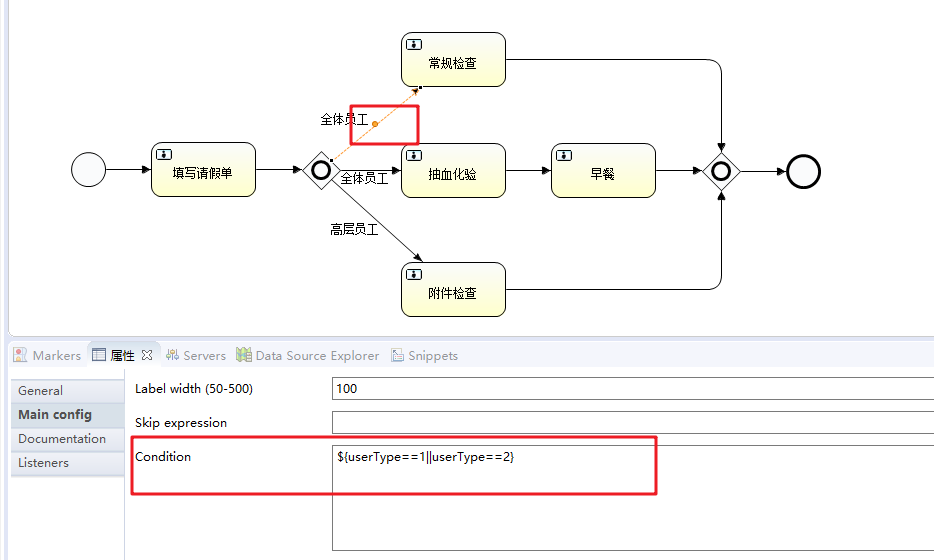 常规检查
全体员工
填写请假单
全体员工
抽血化验
早餐
高层员工
附件检查
Markers 属性 Servers Data Source Explorer Snippets
General
Label width (50-500) 100
Main config
Skip expression
Documentation
Condition ${userType==1||userType==2}
Listeners